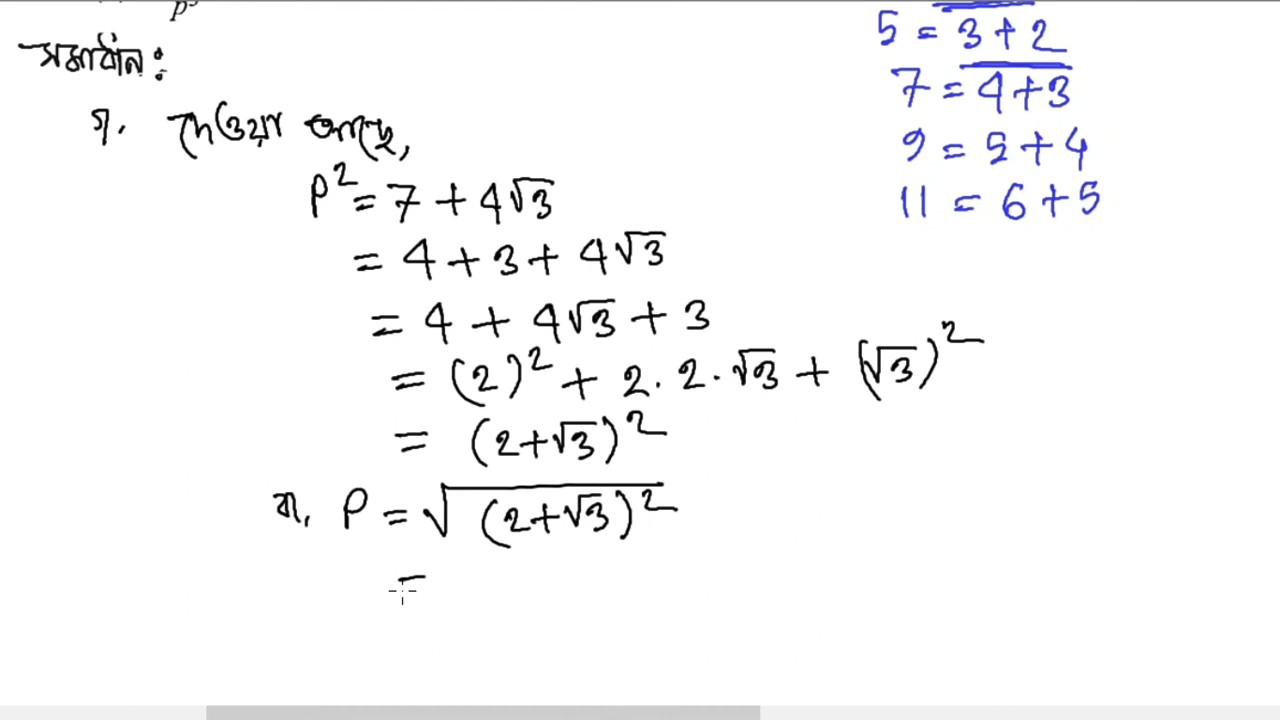 p³
সমাধান:
গ. দেওয়া আছে,
P² = 7 + 4√3
= 4 + 3 + 4√3
= 4 + 4√3 + 3
= (2)² + 2. 2. √3 + (√3)²
= (2+√3)²
বা, P = √(2+√3)²
=
5 = 3 + 2
7 = 4 + 3
9 = 5 + 4
11 = 6 + 5